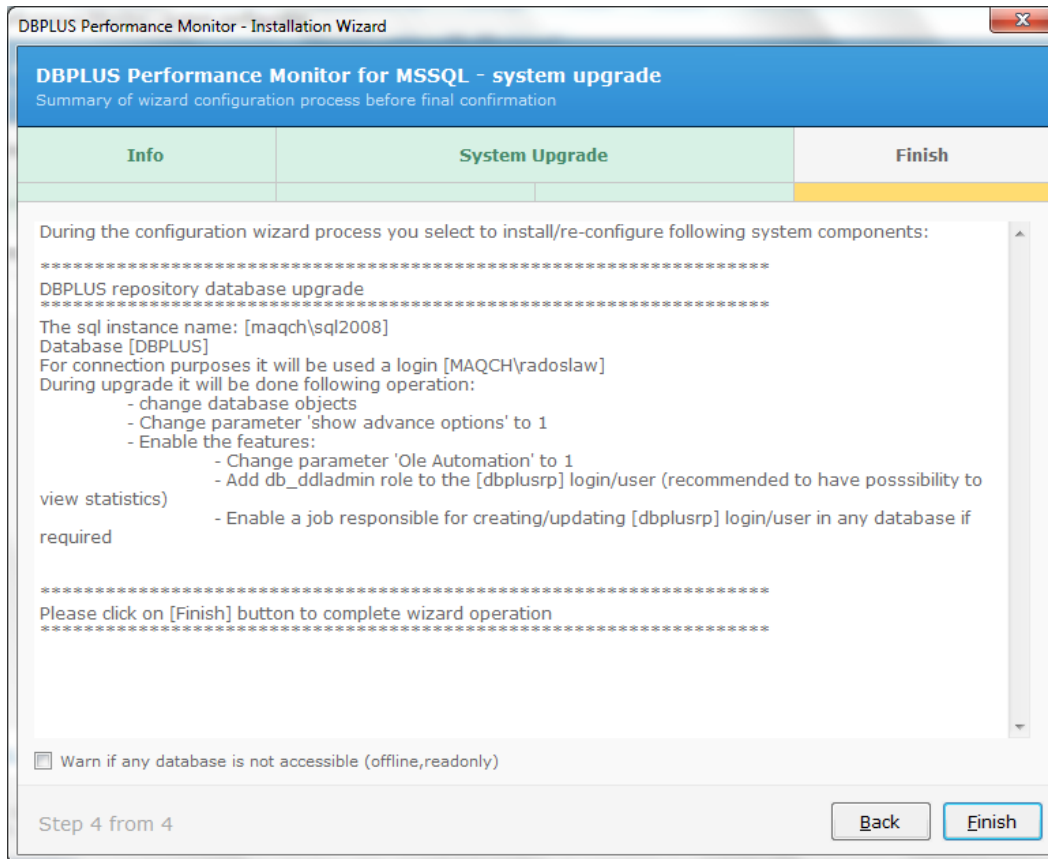 DBPLUS Performance Monitor - Installation Wizard
DBPLUS Performance Monitor for MSSQL - system upgrade
Summary of wizard configuration process before final confirmation
Info System Upgrade Finish
During the configuration wizard process you select to install/re-configure following system components:
*******************************************************************
DBPLUS repository database upgrade
*******************************************************************
The sql instance name: [maqch\sql2008]
Database [DBPLUS]
For connection purposes it will be used a login [MAQCH\radoslaw]
During upgrade it will be done following operation:
- change database objects
- Change parameter 'show advance options' to 1
- Enable the features:
- Change parameter 'Ole Automation' to 1
- Add db_ddladmin role to the [dbplusrp] login/user (recommended to have posssibility to
view statistics)
- Enable a job responsible for creating/updating [dbplusrp] login/user in any database if
required
*******************************************************************
Please click on [Finish] button to complete wizard operation
*******************************************************************
Warn if any database is not accessible (offline,readonly)
Step 4 from 4
Back Finish